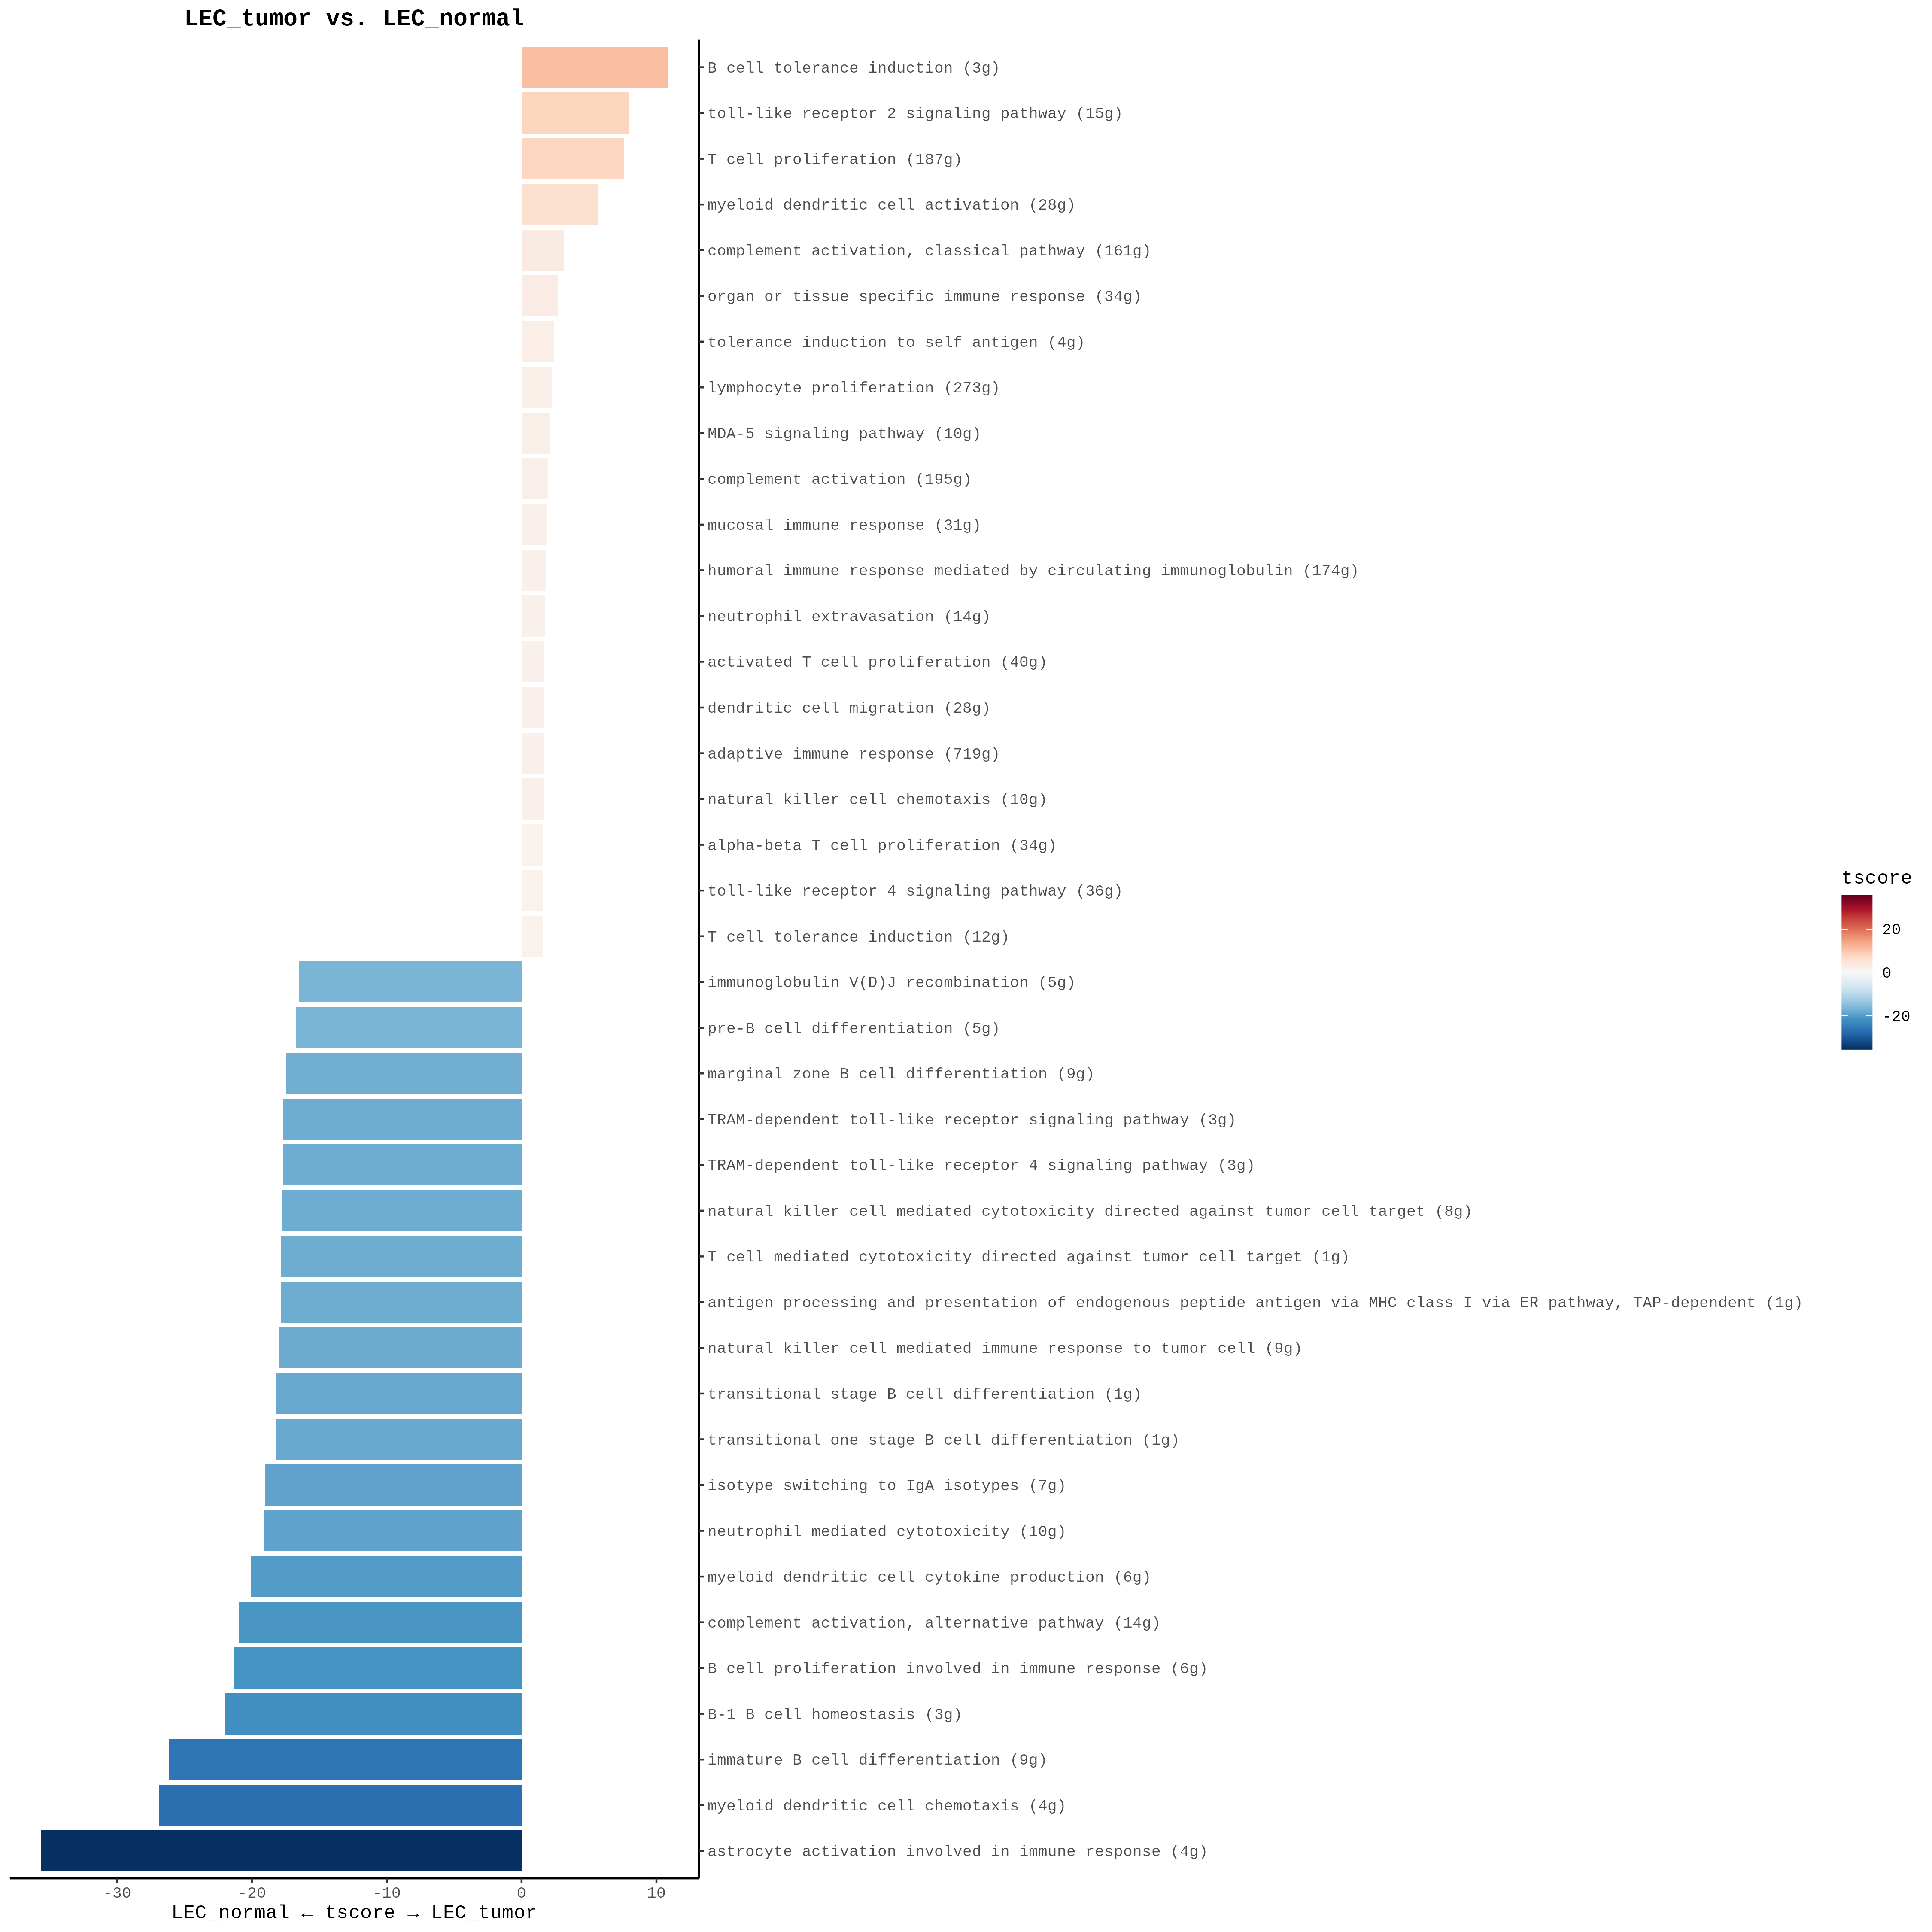 LEC_tumor vs. LEC_normal
B cell tolerance induction (3g)
toll-like receptor 2 signaling pathway (15g)
T cell proliferation (187g)
myeloid dendritic cell activation (28g)
complement activation, classical pathway (161g)
organ or tissue specific immune response (34g)
tolerance induction to self antigen (4g)
lymphocyte proliferation (273g)
MDA-5 signaling pathway (10g)
complement activation (195g)
mucosal immune response (31g)
humoral immune response mediated by circulating immunoglobulin (174g)
neutrophil extravasation (14g)
activated T cell proliferation (40g)
dendritic cell migration (28g)
adaptive immune response (719g)
natural killer cell chemotaxis (10g)
alpha-beta T cell proliferation (34g)
toll-like receptor 4 signaling pathway (36g)
T cell tolerance induction (12g)
immunoglobulin V(D)J recombination (5g)
pre-B cell differentiation (5g)
marginal zone B cell differentiation (9g)
TRAM-dependent toll-like receptor signaling pathway (3g)
TRAM-dependent toll-like receptor 4 signaling pathway (3g)
natural killer cell mediated cytotoxicity directed against tumor cell target (8g)
T cell mediated cytotoxicity directed against tumor cell target (1g)
antigen processing and presentation of endogenous peptide antigen via MHC class I via ER pathway, TAP-dependent (1g)
natural killer cell mediated immune response to tumor cell (9g)
transitional stage B cell differentiation (1g)
transitional one stage B cell differentiation (1g)
isotype switching to IgA isotypes (7g)
neutrophil mediated cytotoxicity (10g)
myeloid dendritic cell cytokine production (6g)
complement activation, alternative pathway (14g)
B cell proliferation involved in immune response (6g)
B-1 B cell homeostasis (3g)
immature B cell differentiation (9g)
myeloid dendritic cell chemotaxis (4g)
astrocyte activation involved in immune response (4g)
-30 -20 -10 0 10
LEC_normal ← tscore → LEC_tumor
tscore
20
0
-20